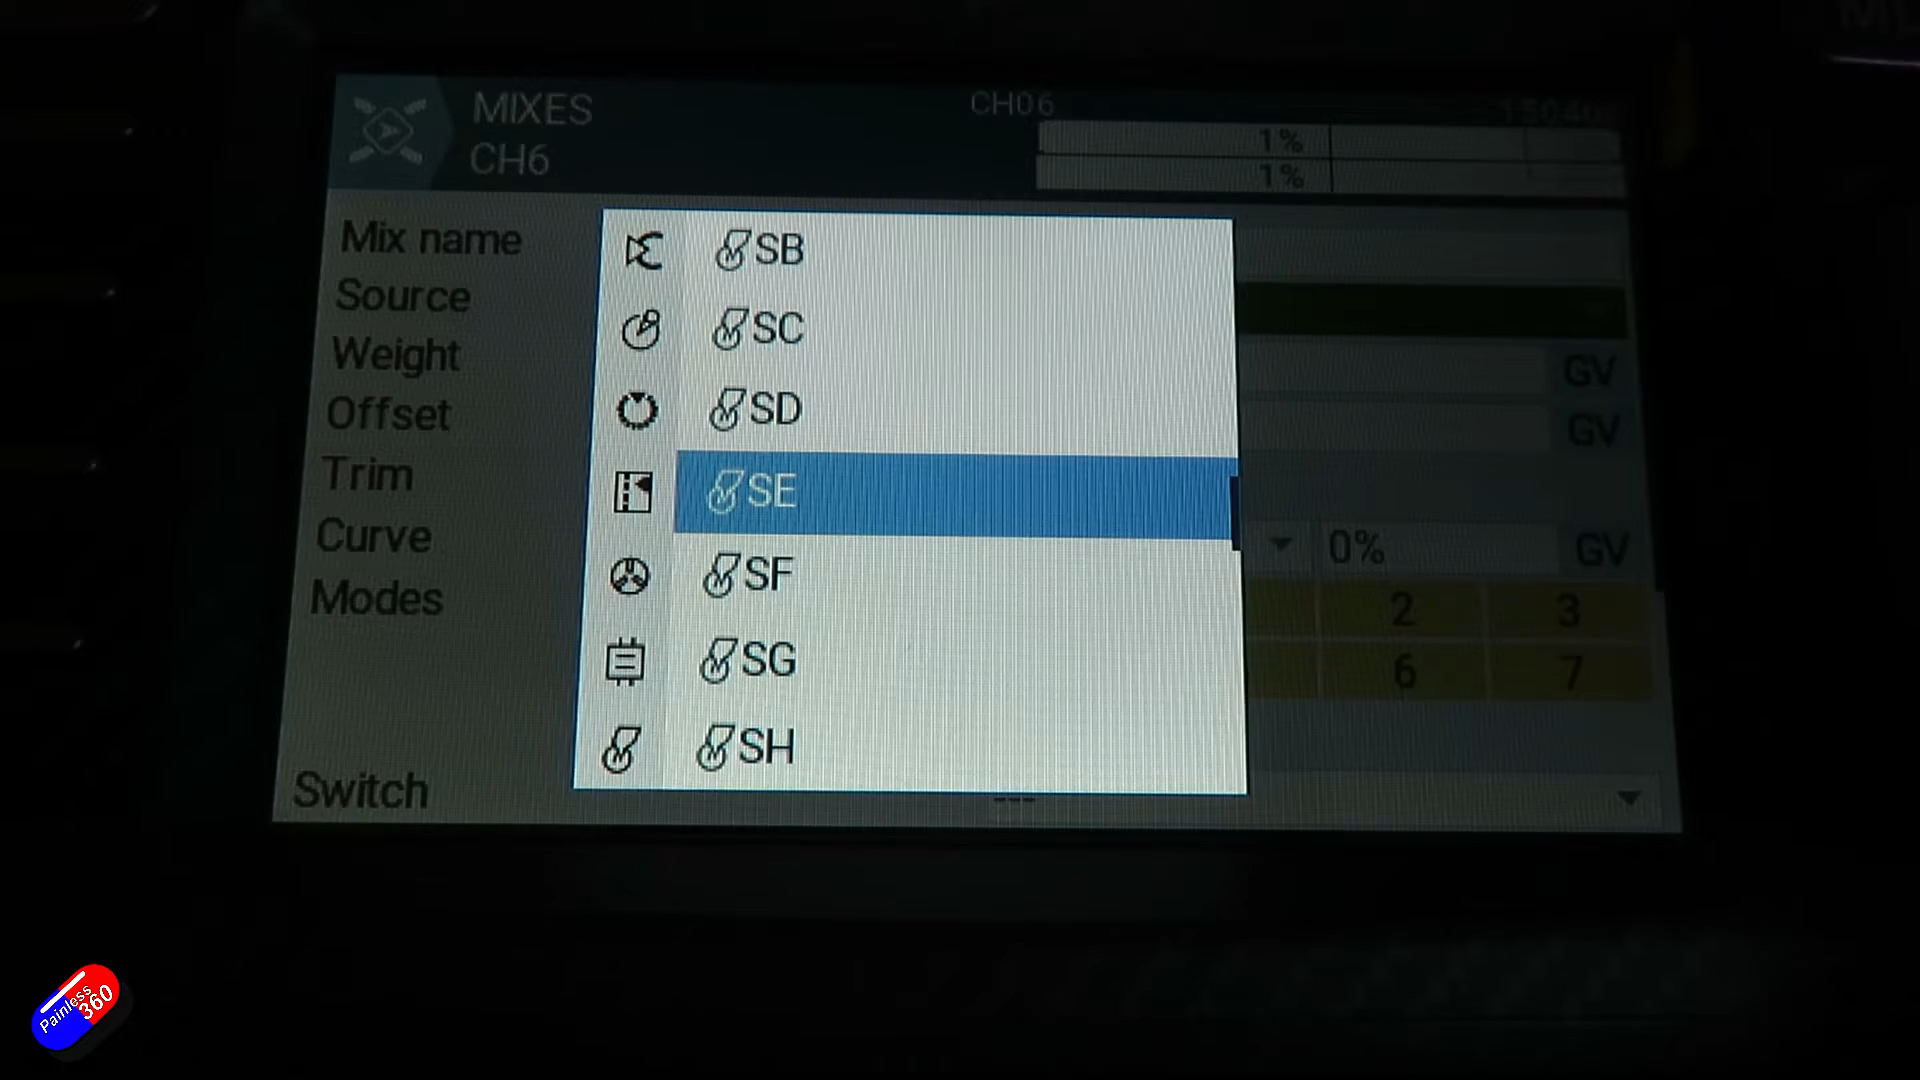 MIXES
CH6
CH06
1%
1%
Mix name
Source
Weight
Offset
Trim
Curve
Modes
Switch
SB
SC
SD
SE
SF
SG
SH
GV
GV
0%
GV
2
3
6
7
---
Painless
360